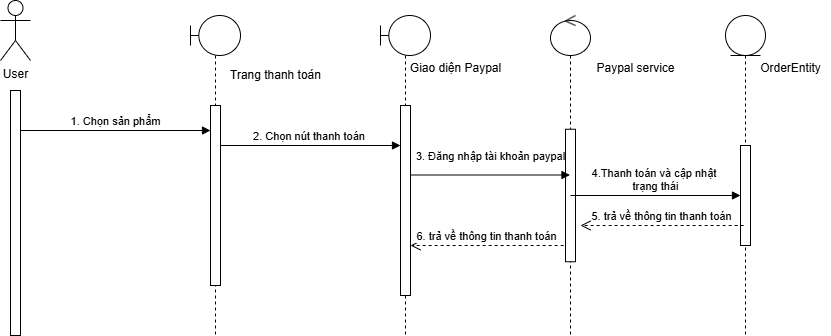 User
Trang thanh toán
Giao diện Paypal
Paypal service
OrderEntity
1. Chọn sản phẩm
2. Chọn nút thanh toán
3. Đăng nhập tài khoản paypal
4.Thanh toán và cập nhật
trạng thái
5. trả về thông tin thanh toán
6. trả về thông tin thanh toán